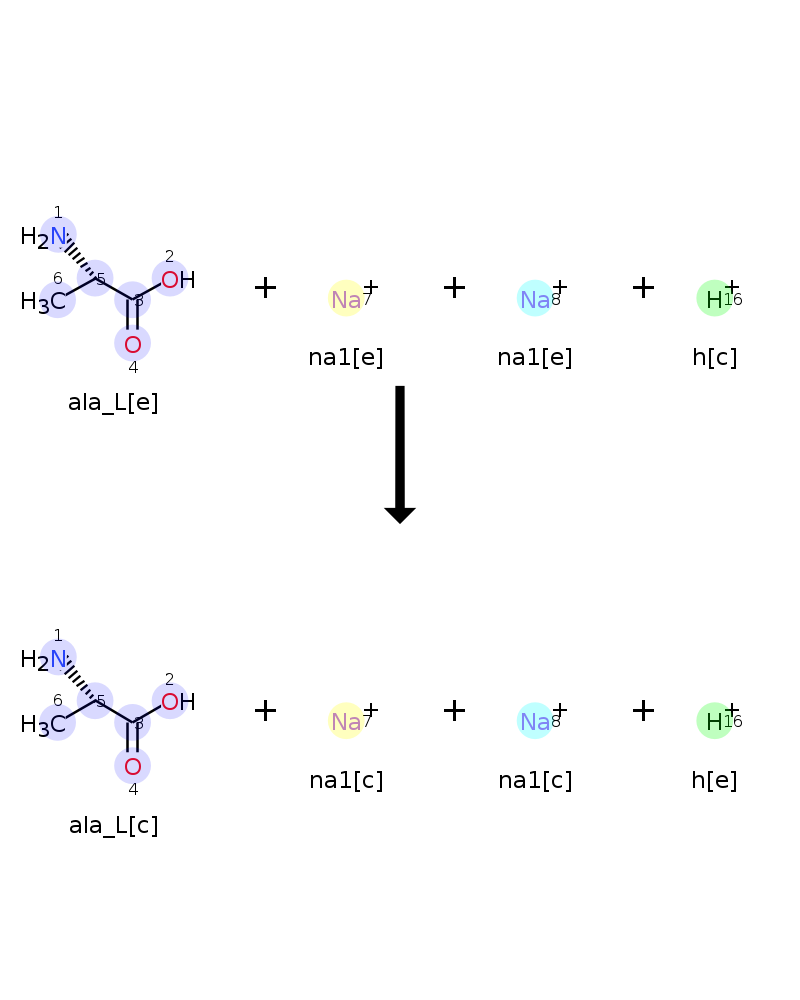 1
H2N
2
6
5
OH
H3C
3
O
4
ala_L[e]
+
Na+
7
na1[e]
+
Na+
8
na1[e]
+
H+
16
h[c]
1
H2N
2
6
5
OH
H3C
3
O
4
ala_L[c]
+
Na+
7
na1[c]
+
Na+
8
na1[c]
+
H+
16
h[e]